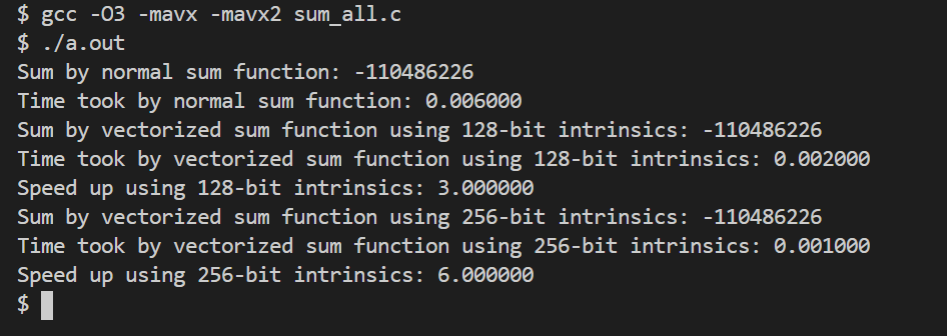 $ gcc -O3 -mavx -mavx2 sum_all.c
$ ./a.out
Sum by normal sum function: -110486226
Time took by normal sum function: 0.006000
Sum by vectorized sum function using 128-bit intrinsics: -110486226
Time took by vectorized sum function using 128-bit intrinsics: 0.002000
Speed up using 128-bit intrinsics: 3.000000
Sum by vectorized sum function using 256-bit intrinsics: -110486226
Time took by vectorized sum function using 256-bit intrinsics: 0.001000
Speed up using 256-bit intrinsics: 6.000000
$